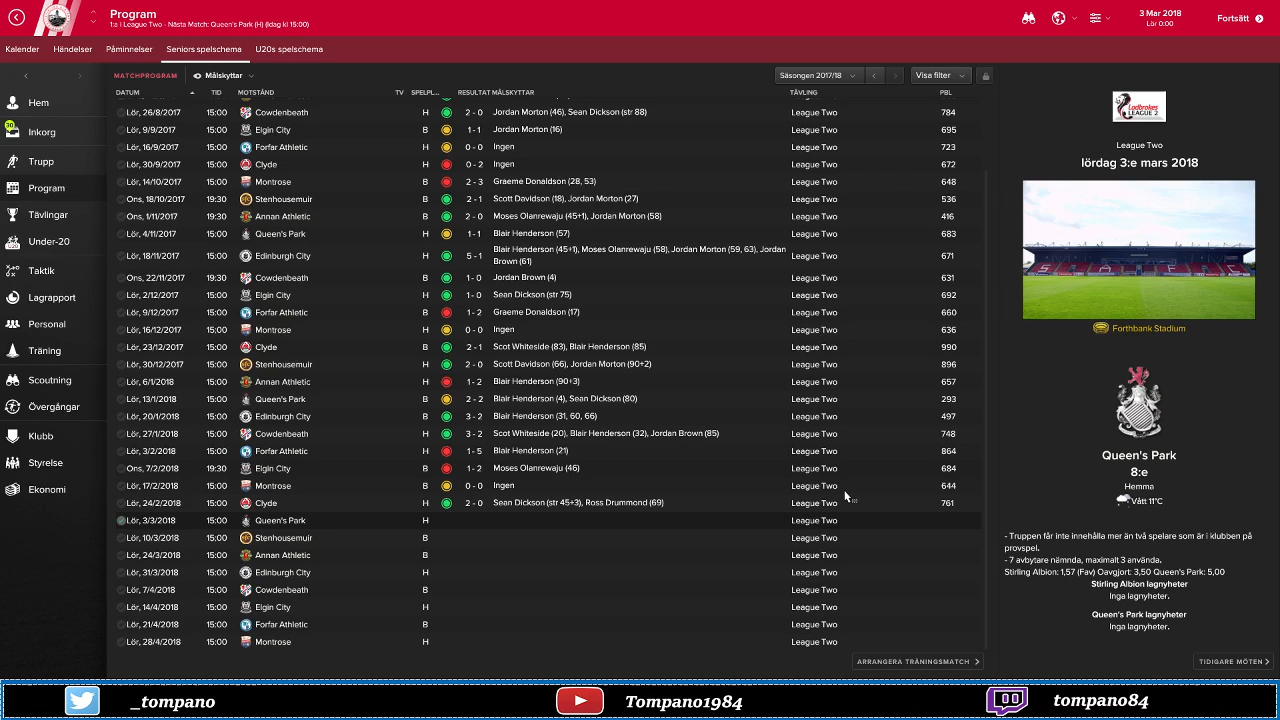 Program
1:a i League Two - Nästa Match: Queen's Park (H) (Idag kl 15:00)
3 Mar 2018
Lör 0:00
Fortsätt
Kalender Händelser Påminnelser Seniors spelschema U20s spelschema
MATCHPROGRAM Målskyttar Säsongen 2017/18 Visa filter
DATUM TID MOTSTÅND TV SPELPL... RESULTAT MÅLSKYTTAR TÄVLING PBL
Lör, 26/8/2017 15:00 Cowdenbeath H 2 - 0 Jordan Morton (46), Sean Dickson (str 88) League Two 784
Lör, 9/9/2017 15:00 Elgin City B 1 - 1 Jordan Morton (16) League Two 695
Lör, 16/9/2017 15:00 Forfar Athletic H 0 - 0 Ingen League Two 723
Lör, 30/9/2017 15:00 Clyde H 0 - 2 Ingen League Two 672
Lör, 14/10/2017 15:00 Montrose B 2 - 3 Graeme Donaldson (28, 53) League Two 648
Ons, 18/10/2017 19:30 Stenhousemuir B 2 - 1 Scott Davidson (18), Jordan Morton (27) League Two 536
Ons, 1/11/2017 19:30 Annan Athletic B 2 - 0 Moses Olanrewaju (45+1), Jordan Morton (58) League Two 416
Lör, 4/11/2017 15:00 Queen's Park H 1 - 1 Blair Henderson (57) League Two 683
Lör, 18/11/2017 15:00 Edinburgh City H 5 - 1 Blair Henderson (45+1), Moses Olanrewaju (58), Jordan Morton (59, 63), Jordan Brown (61) League Two 671
Ons, 22/11/2017 19:30 Cowdenbeath B 1 - 0 Jordan Brown (4) League Two 631
Lör, 2/12/2017 15:00 Elgin City H 1 - 0 Sean Dickson (str 75) League Two 692
Lör, 9/12/2017 15:00 Forfar Athletic B 1 - 2 Graeme Donaldson (17) League Two 660
Lör, 16/12/2017 15:00 Montrose H 0 - 0 Ingen League Two 636
Lör, 23/12/2017 15:00 Clyde B 2 - 1 Scot Whiteside (83), Blair Henderson (85) League Two 990
Lör, 30/12/2017 15:00 Stenhousemuir H 2 - 0 Scott Davidson (66), Jordan Morton (90+2) League Two 896
Lör, 6/1/2018 15:00 Annan Athletic H 1 - 2 Blair Henderson (90+3) League Two 657
Lör, 13/1/2018 15:00 Queen's Park B 2 - 2 Blair Henderson (4), Sean Dickson (80) League Two 293
Lör, 20/1/2018 15:00 Edinburgh City B 3 - 2 Blair Henderson (31, 60, 66) League Two 497
Lör, 27/1/2018 15:00 Cowdenbeath H 3 - 2 Scot Whiteside (20), Blair Henderson (32), Jordan Brown (85) League Two 748
Lör, 3/2/2018 15:00 Forfar Athletic H 1 - 5 Blair Henderson (21) League Two 864
Ons, 7/2/2018 19:30 Elgin City B 1 - 2 Moses Olanrewaju (46) League Two 684
Lör, 17/2/2018 15:00 Montrose B 0 - 0 Ingen League Two 644
Lör, 24/2/2018 15:00 Clyde H 2 - 0 Sean Dickson (str 45+3), Ross Drummond (69) League Two 761
Lör, 3/3/2018 15:00 Queen's Park H League Two
Lör, 10/3/2018 15:00 Stenhousemuir B League Two
Lör, 24/3/2018 15:00 Annan Athletic B League Two
Lör, 31/3/2018 15:00 Edinburgh City H League Two
Lör, 7/4/2018 15:00 Cowdenbeath B League Two
Lör, 14/4/2018 15:00 Elgin City H League Two
Lör, 21/4/2018 15:00 Forfar Athletic B League Two
Lör, 28/4/2018 15:00 Montrose H League Two
ARRANGERA TRÄNINGSMATCH
Hem
30
Inkorg
Trupp
Program
Tävlingar
Under-20
Taktik
Lagrapport
Personal
Träning
Scoutning
Övergångar
Klubb
Styrelse
Ekonomi
Ladbrokes
LEAGUE 2
League Two
lördag 3:e mars 2018
S A F C
Forthbank Stadium
Queen's Park
8:e
Hemma
Vått 11°C
- Truppen får inte innehålla mer än två spelare som är i klubben på
provspel.
- 7 avbytare nämnda, maximalt 3 använda.
Stirling Albion: 1,57 (Fav) Oavgjort: 3,50 Queen's Park: 5,00
Stirling Albion lagnyheter
Inga lagnyheter.
Queen's Park lagnyheter
Inga lagnyheter.
TIDIGARE MÖTEN
_tompano Tompano1984 tompano84